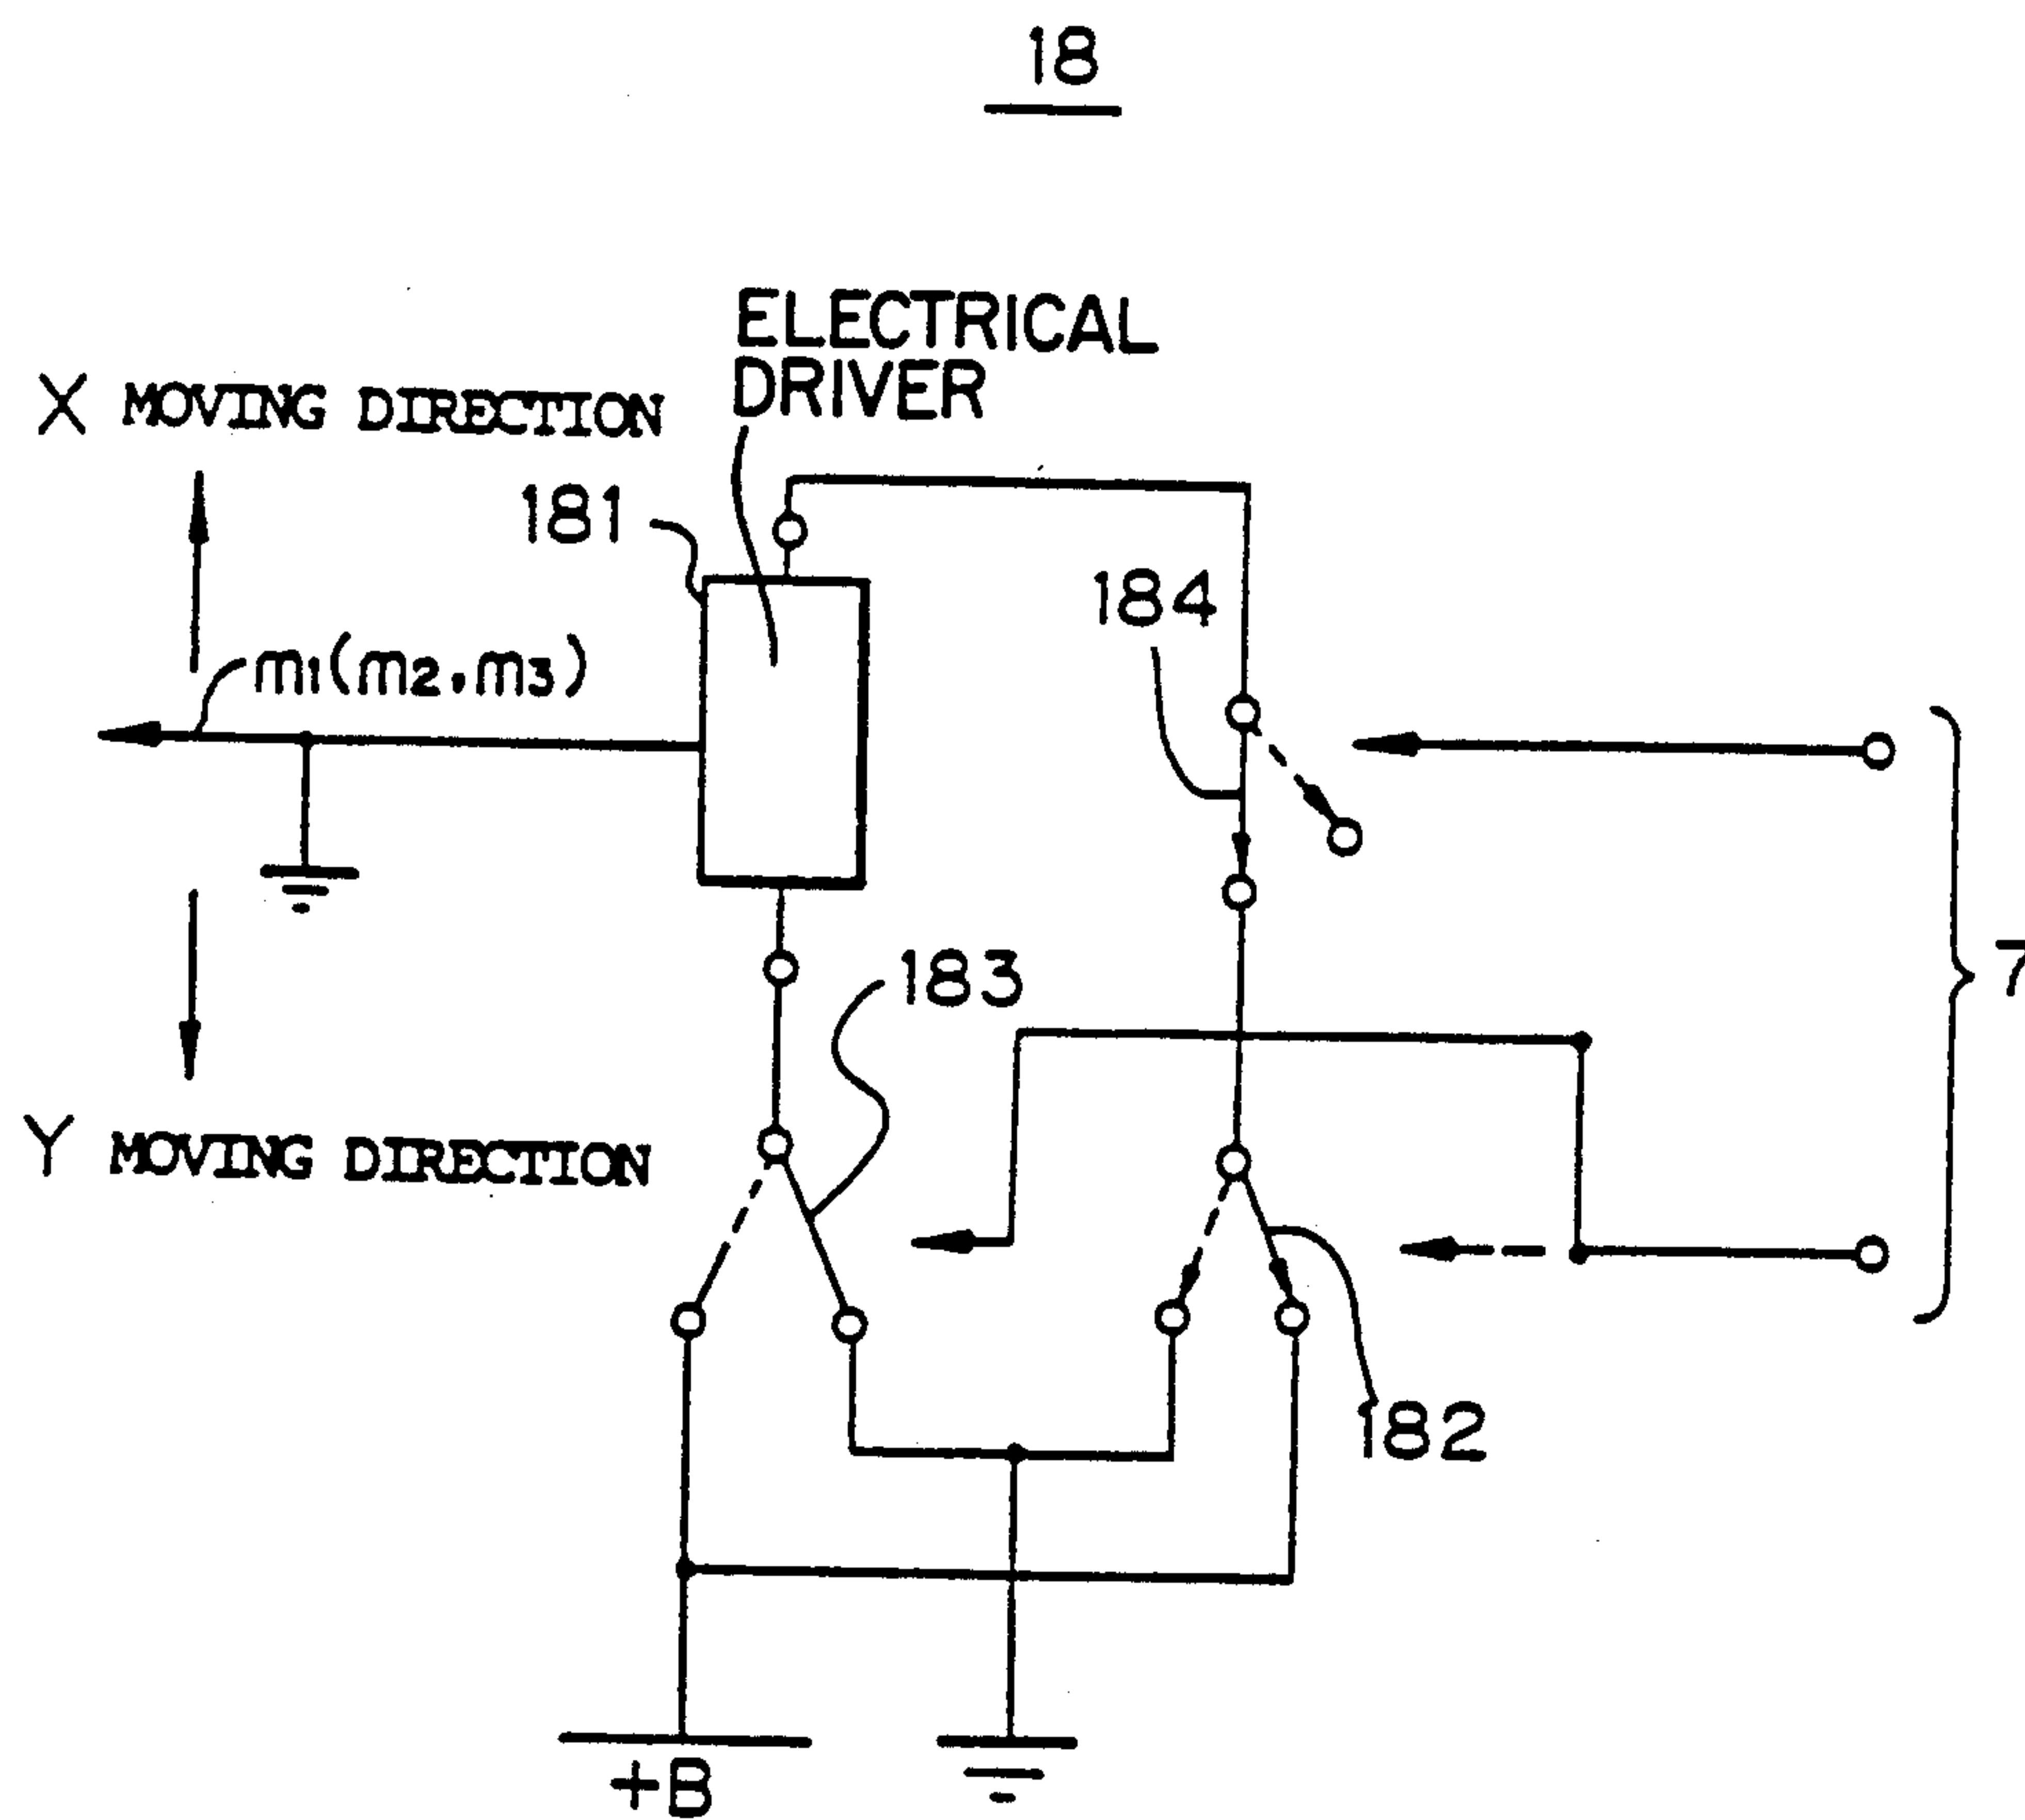 18
ELECTRICAL
DRIVER
X MOVING DIRECTION
181
184
m1(m2,m3)
183
7
Y MOVING DIRECTION
182
+B